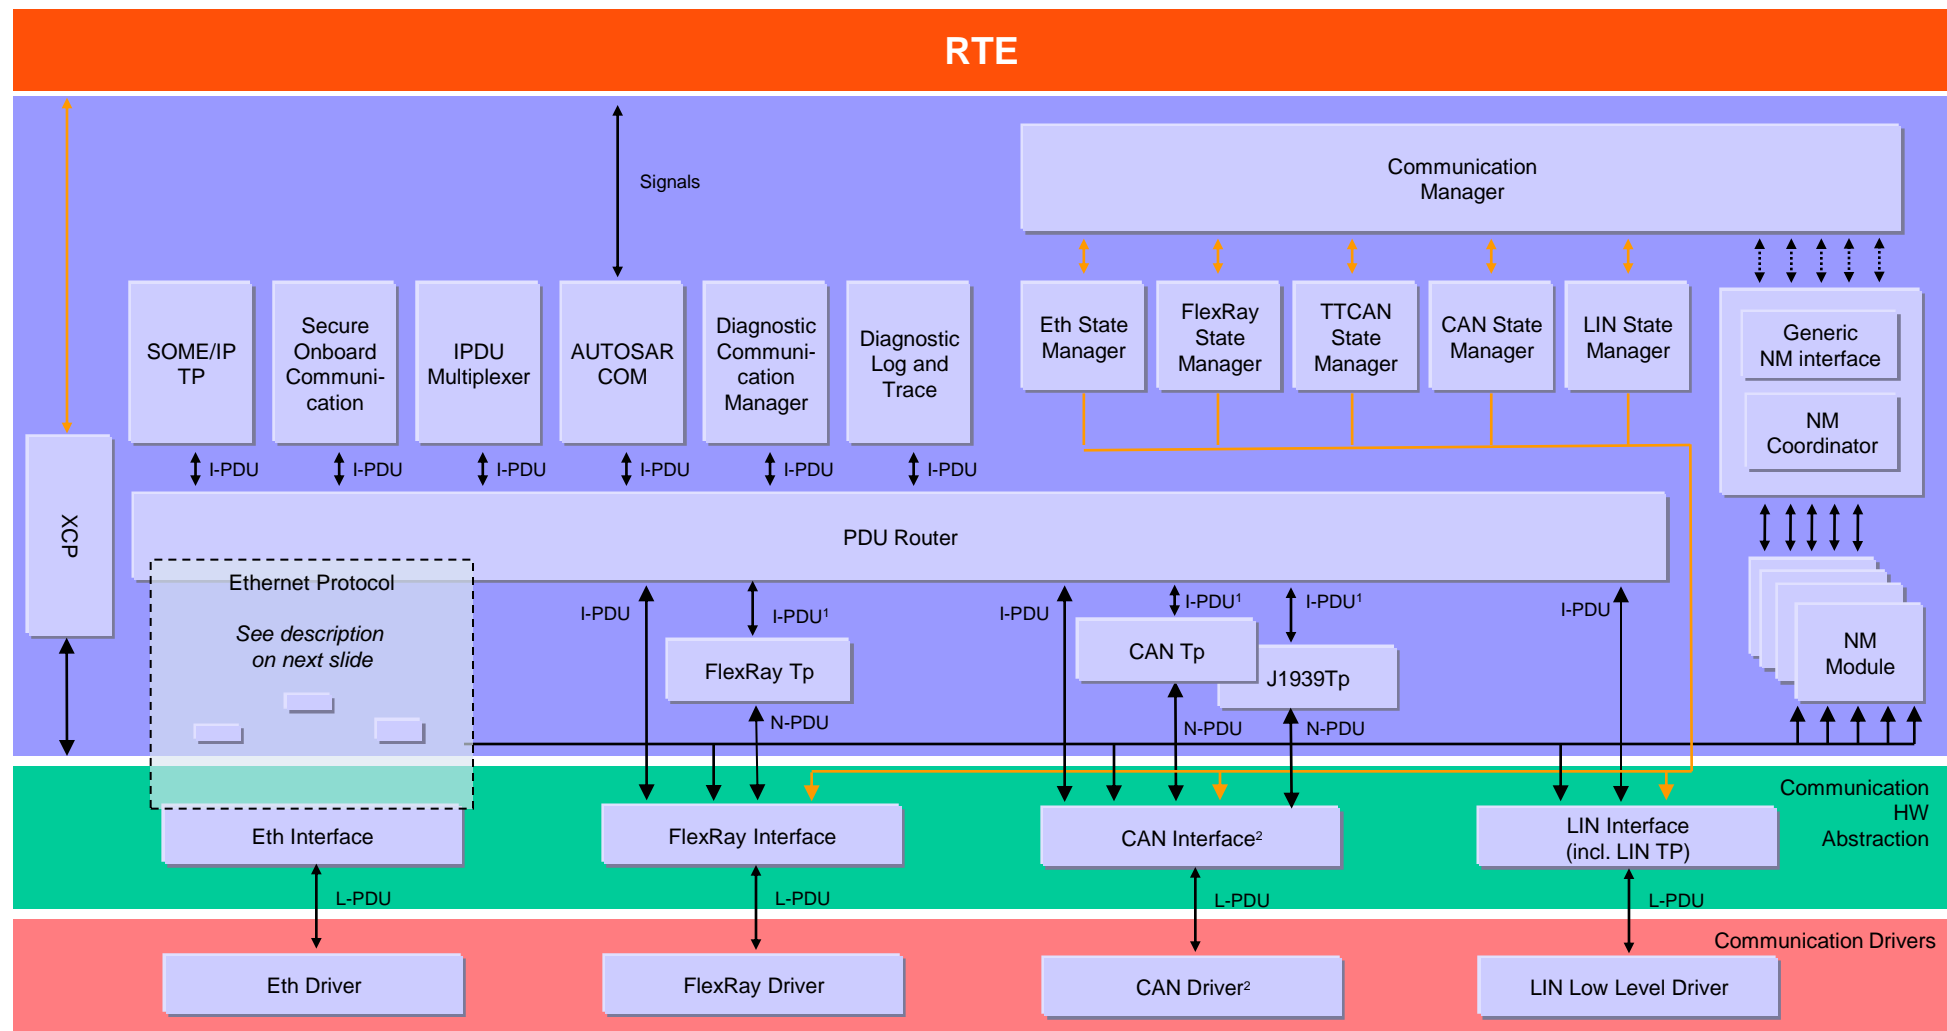 RTE
Signals
Communication
Manager
SOME/IP
TP
Secure
Onboard
Communi-
cation
IPDU
Multiplexer
AUTOSAR
COM
Diagnostic
Communi-
cation
Manager
Diagnostic
Log and
Trace
Eth State
Manager
FlexRay
State
Manager
TTCAN
State
Manager
CAN State
Manager
LIN State
Manager
Generic
NM interface
NM
Coordinator
I-PDU
I-PDU
I-PDU
I-PDU
I-PDU
I-PDU
XCP
PDU Router
Ethernet Protocol
See description
on next slide
I-PDU
I-PDU¹
I-PDU
I-PDU¹
I-PDU¹
I-PDU
FlexRay Tp
CAN Tp
J1939Tp
NM
Module
N-PDU
N-PDU
N-PDU
Communication
HW
Abstraction
Eth Interface
FlexRay Interface
CAN Interface²
LIN Interface
(incl. LIN TP)
L-PDU
L-PDU
L-PDU
L-PDU
Communication Drivers
Eth Driver
FlexRay Driver
CAN Driver²
LIN Low Level Driver